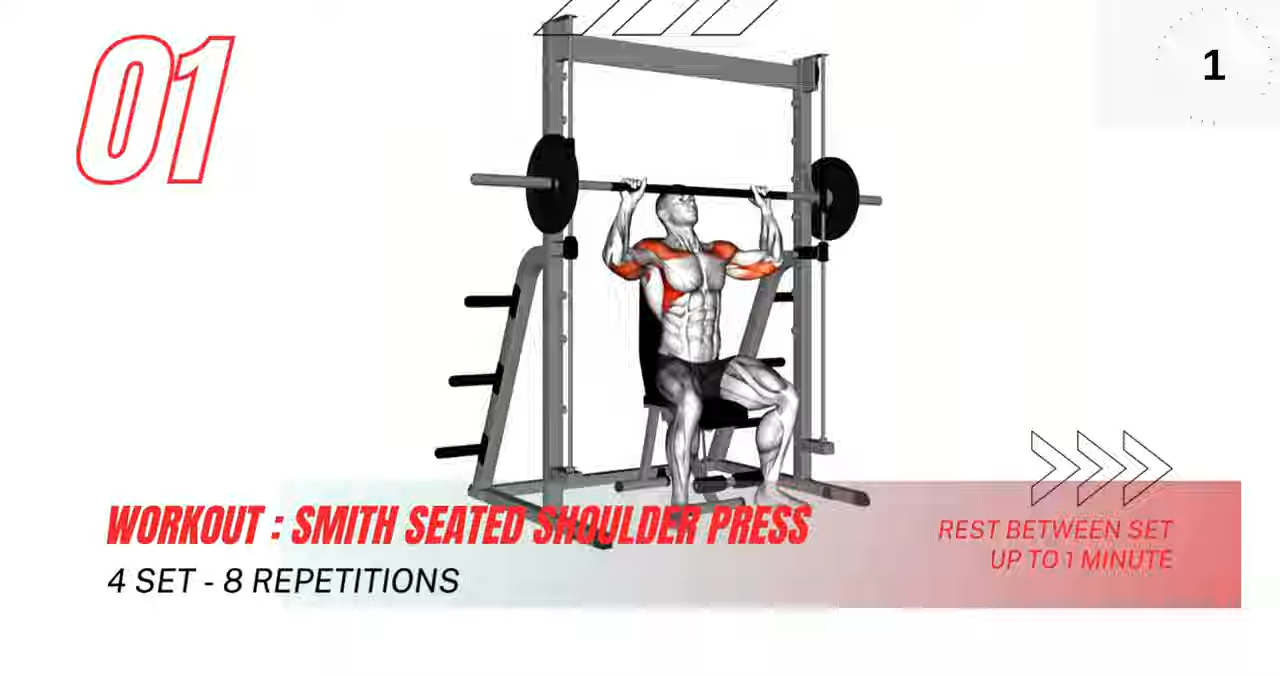 01
1
WORKOUT : SMITH SEATED SHOULDER PRESS
4 SET - 8 REPETITIONS
REST BETWEEN SET
UP TO 1 MINUTE